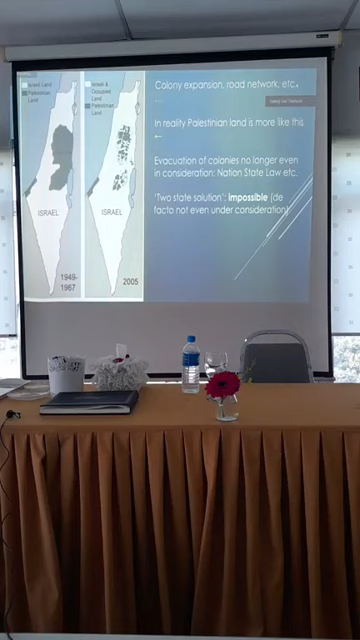 Israel Land
Palestinian
Land
Israel &
Occupied
Land
Palestinian
Land
ISRAEL
ISRAEL
1949-
1967
2005
Colony expansion, road network, etc.
In reality Palestinian land is more like this
←
Evacuation of colonies no longer even
in consideration: Nation State Law etc.
'Two state solution': Impossible (de
facto not even under consideration)